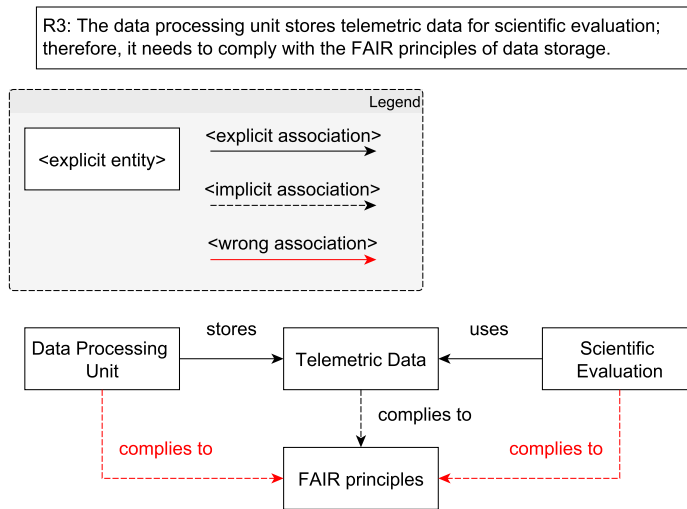 R3: The data processing unit stores telemetric data for scientific evaluation;
therefore, it needs to comply with the FAIR principles of data storage.
Legend
<explicit entity>
<explicit association>
<implicit association>
<wrong association>
stores
uses
Data Processing
Unit
Telemetric Data
Scientific
Evaluation
complies to
complies to
complies to
FAIR principles